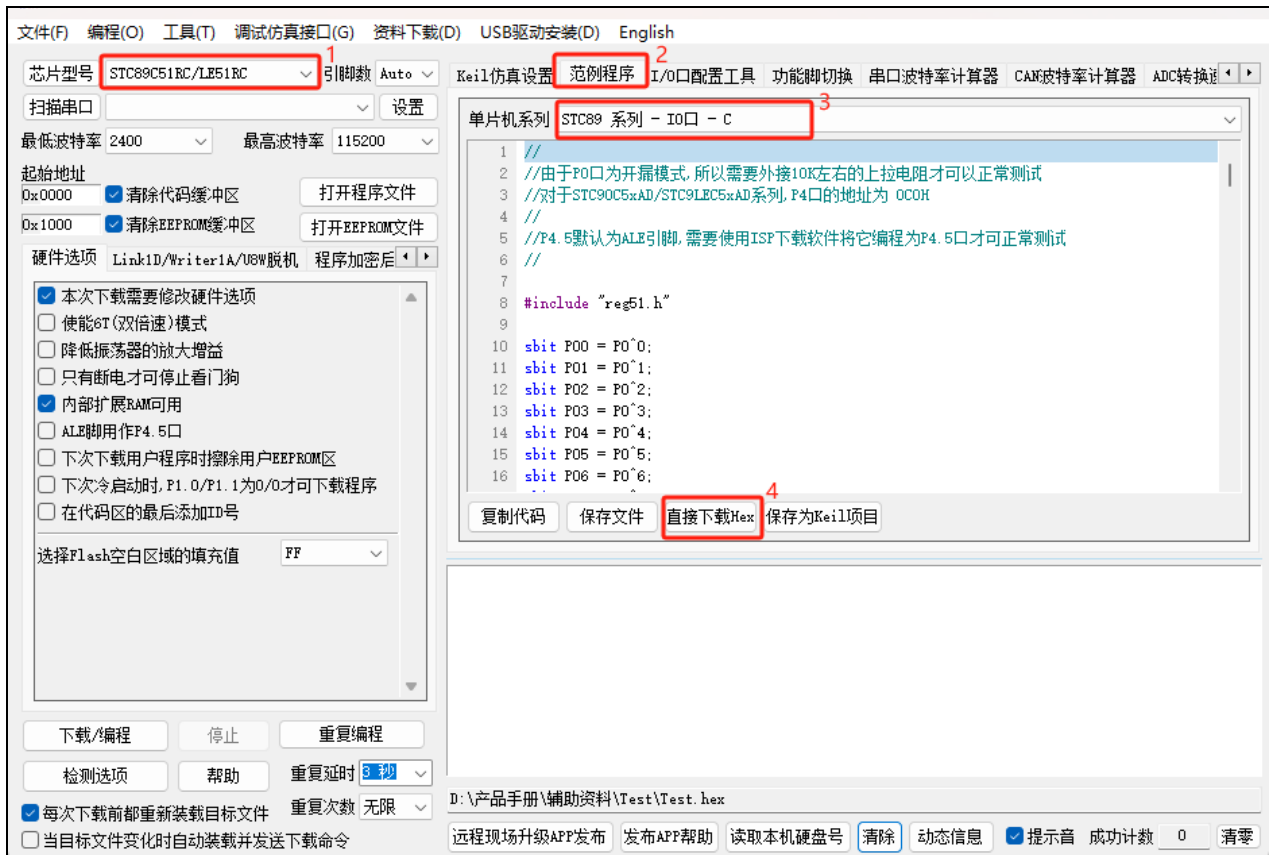 文件(F) 编程(O) 工具(T) 调试仿真接口(G) 资料下载(D) USB驱动安装(D) English
芯片型号 STC89C51RC/LE51RC 1 引脚数 Auto
扫描串口 设置
最低波特率 2400 最高波特率 115200
起始地址
0x0000 清除代码缓冲区 打开程序文件
0x1000 清除EEPROM缓冲区 打开EEPROM文件
硬件选项 Link1D/Writer1A/U8W脱机 程序加密后
本次下载需要修改硬件选项
使能6T(双倍速)模式
降低振荡器的放大增益
只有断电才可停止看门狗
内部扩展RAM可用
ALE脚用作P4.5口
下次下载用户程序时擦除用户EEPROM区
下次冷启动时,P1.0/P1.1为0/0才可下载程序
在代码区的最后添加ID号
选择Flash空白区域的填充值 FF
下载/编程 停止 重复编程
检测选项 帮助 重复延时 3 秒
每次下载前都重新装载目标文件 重复次数 无限
当目标文件变化时自动装载并发送下载命令
Keil仿真设置 范例程序 2 I/O口配置工具 功能脚切换 串口波特率计算器 CAN波特率计算器 ADC转换速
单片机系列 STC89 系列 - IO口 - C 3
1 //
2 //由于P0口为开漏模式,所以需要外接10K左右的上拉电阻才可以正常测试
3 //对于STC90C5xAD/STC9LEC5xAD系列,P4口的地址为 0C0H
4 //
5 //P4.5默认为ALE引脚,需要使用ISP下载软件将它编程为P4.5口才可正常测试
6 //
7
8 #include "reg51.h"
9
10 sbit P00 = P0^0;
11 sbit P01 = P0^1;
12 sbit P02 = P0^2;
13 sbit P03 = P0^3;
14 sbit P04 = P0^4;
15 sbit P05 = P0^5;
16 sbit P06 = P0^6;
4
复制代码 保存文件 直接下载Hex 保存为Keil项目
D:\产品手册\辅助资料\Test\Test.hex
远程现场升级APP发布 发布APP帮助 读取本机硬盘号 清除 动态信息 提示音 成功计数 0 清零